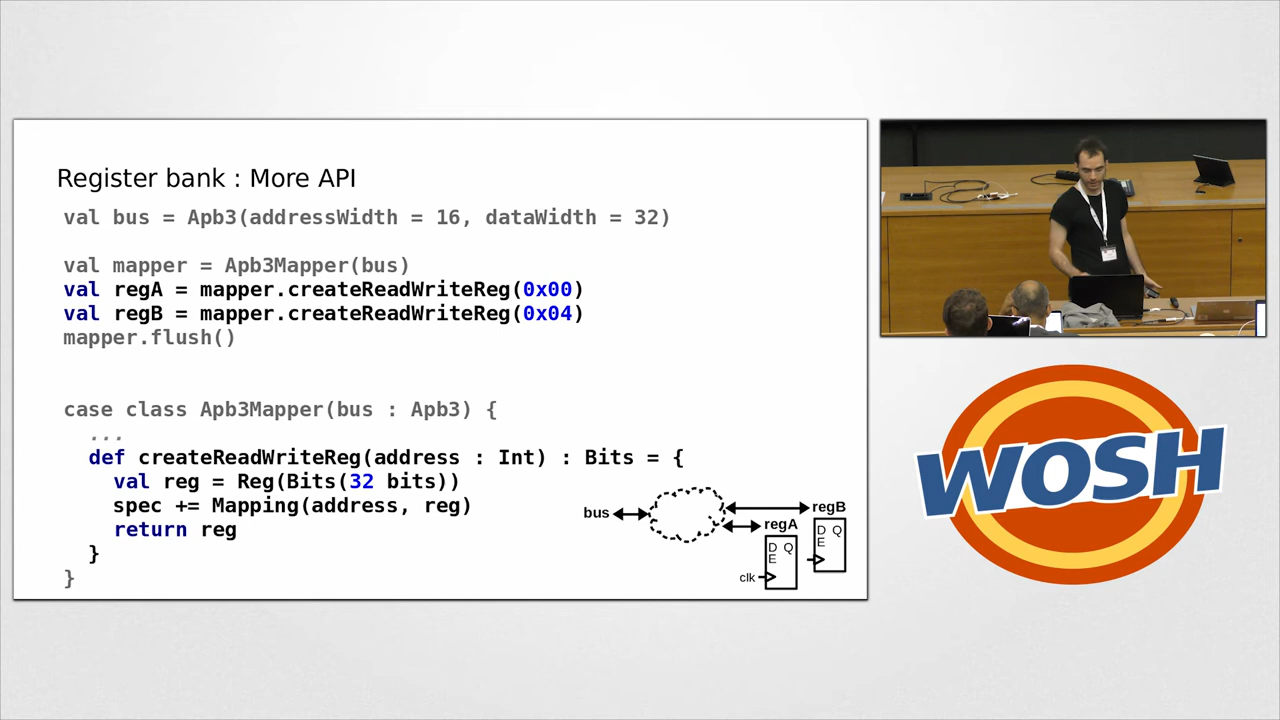 Register bank : More API
val bus = Apb3(addressWidth = 16, dataWidth = 32)
val mapper = Apb3Mapper(bus)
val regA = mapper.createReadWriteReg(0x00)
val regB = mapper.createReadWriteReg(0x04)
mapper.flush()
case class Apb3Mapper(bus : Apb3) {
...
def createReadWriteReg(address : Int) : Bits = {
val reg = Reg(Bits(32 bits))
spec += Mapping(address, reg)
return reg
}
}
bus
regA
regB
D Q
E
clk
D Q
E
WOSH